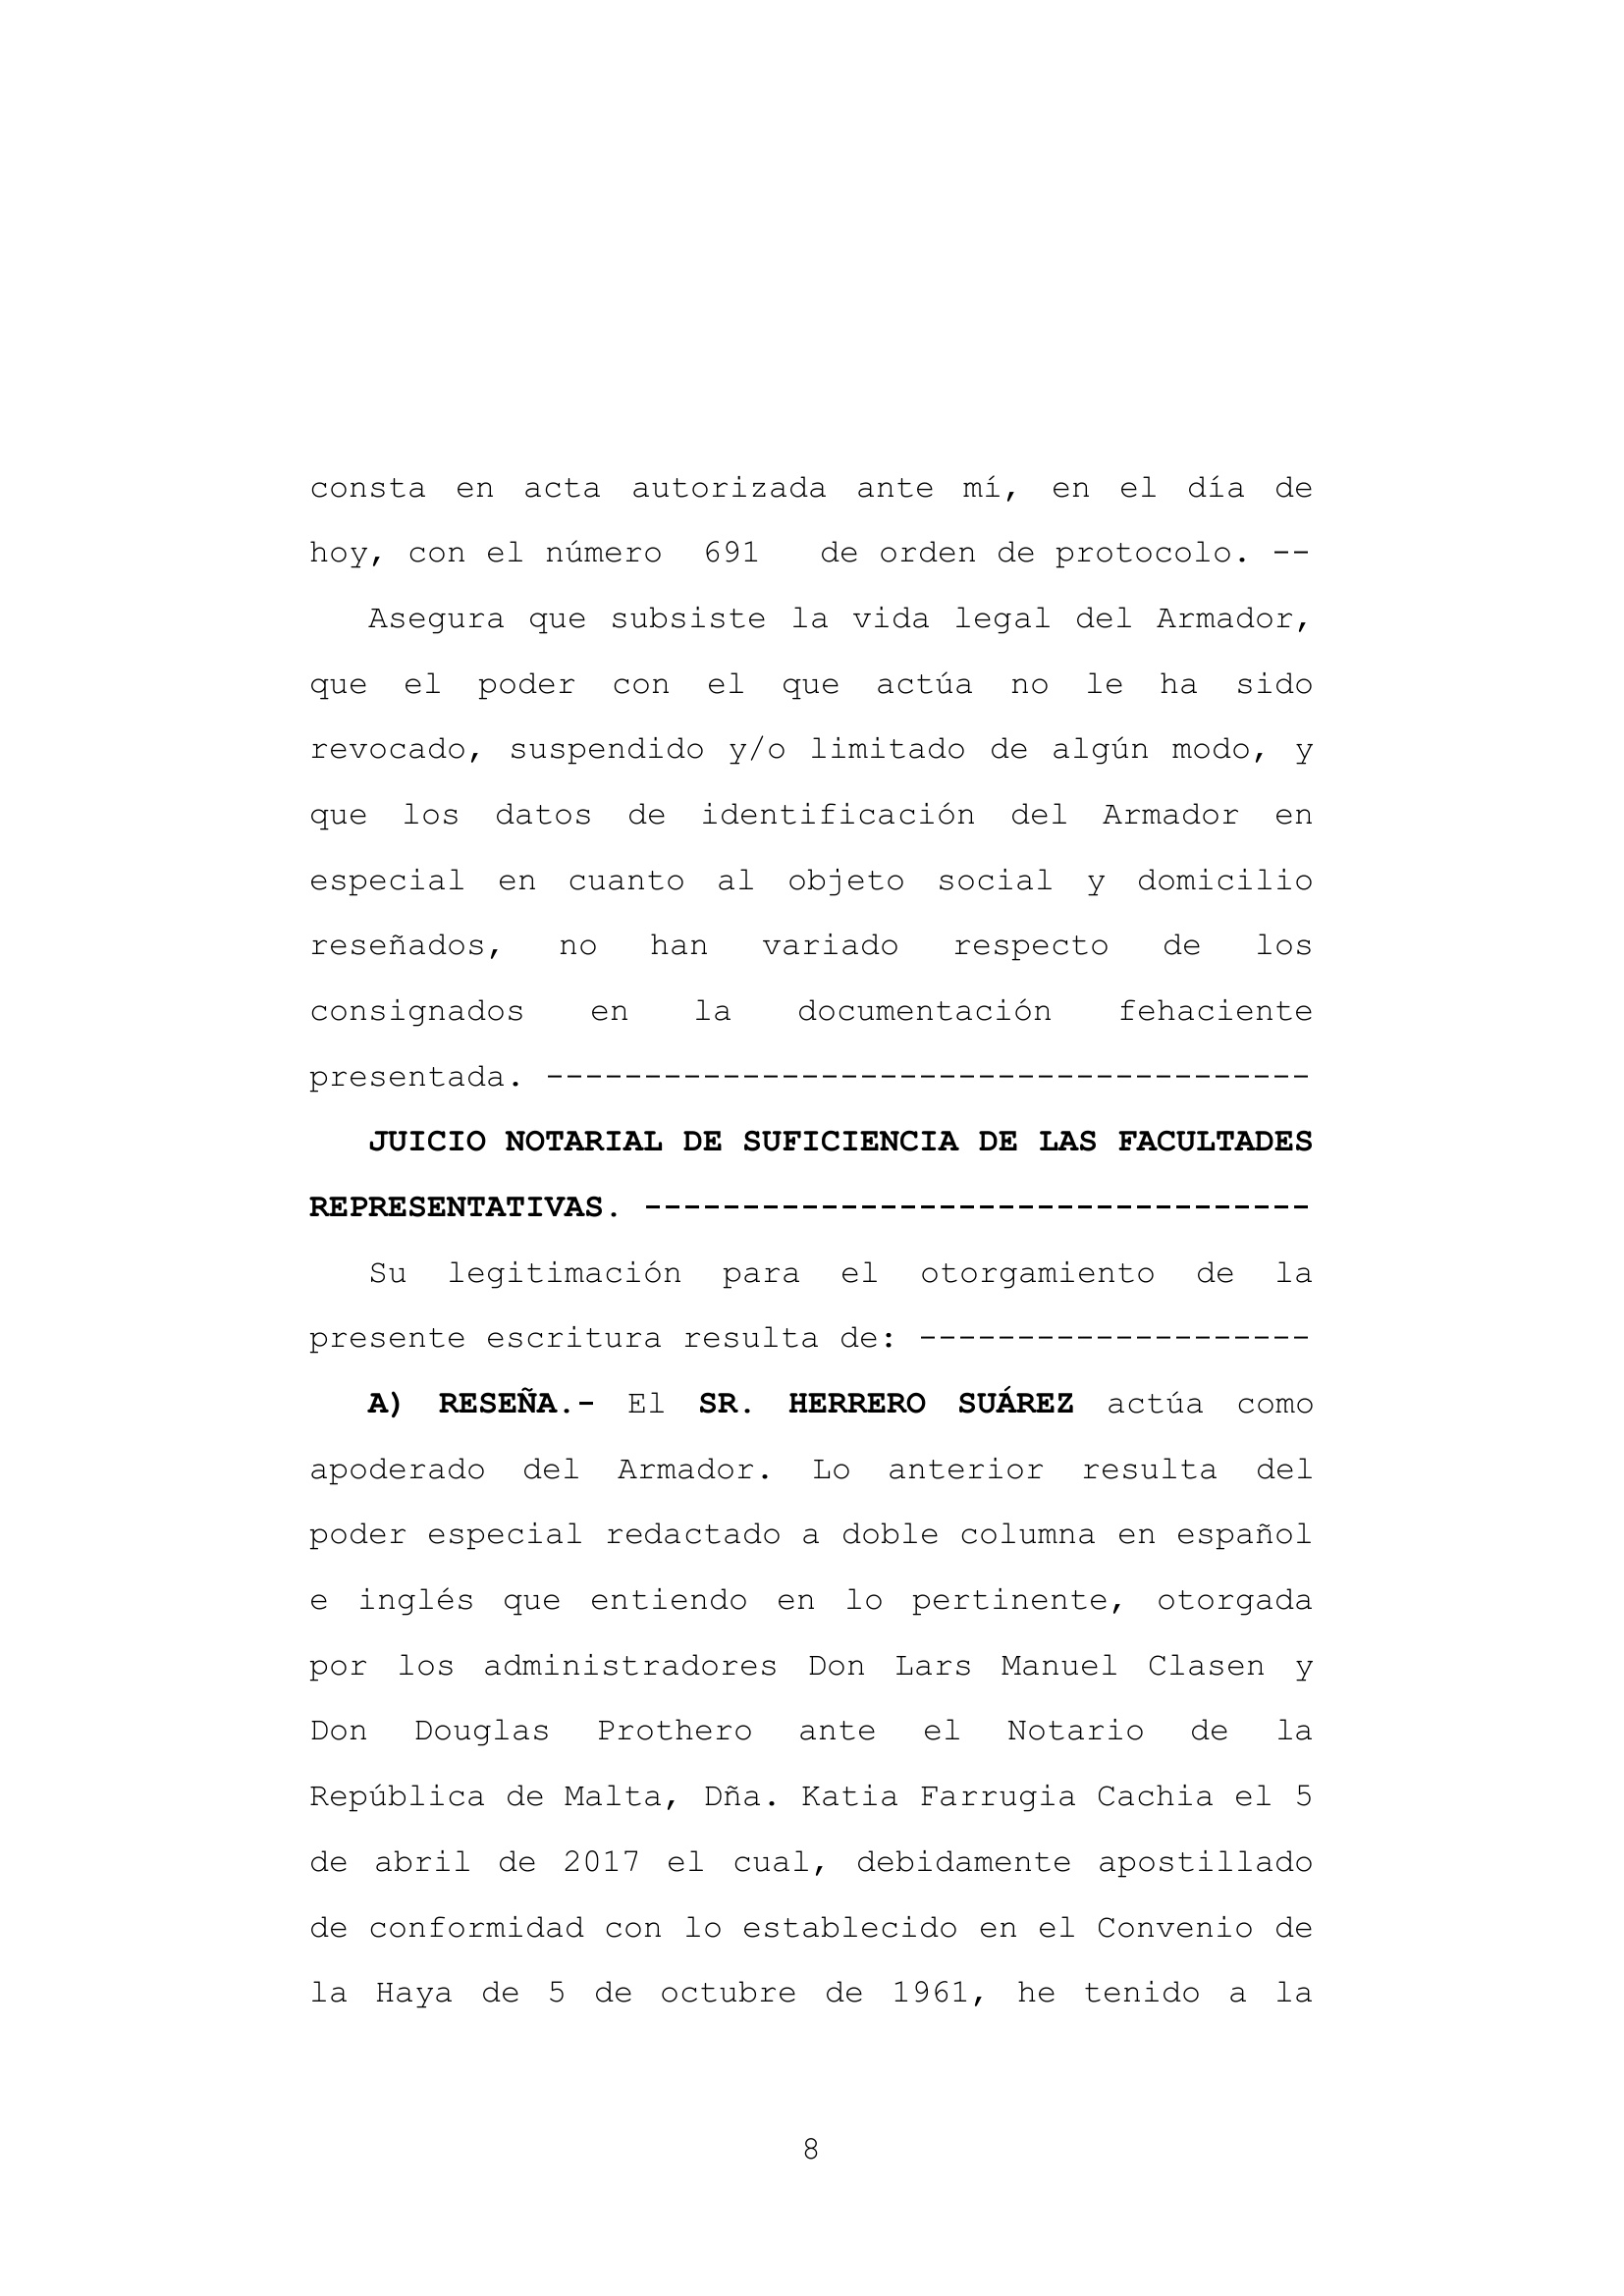 consta en acta autorizada ante mí, en el día de
hoy, con el número 691 de orden de protocolo. --
Asegura que subsiste la vida legal del Armador,
que el poder con el que actúa no le ha sido
revocado, suspendido y/o limitado de algún modo, y
que los datos de identificación del Armador en
especial en cuanto al objeto social y domicilio
reseñados, no han variado respecto de los
consignados en la documentación fehaciente
presentada. ---------------------------------------
JUICIO NOTARIAL DE SUFICIENCIA DE LAS FACULTADES
REPRESENTATIVAS. ----------------------------------
Su legitimación para el otorgamiento de la
presente escritura resulta de: --------------------
A) RESEÑA.- El SR. HERRERO SUÁREZ actúa como
apoderado del Armador. Lo anterior resulta del
poder especial redactado a doble columna en español
e inglés que entiendo en lo pertinente, otorgada
por los administradores Don Lars Manuel Clasen y
Don Douglas Prothero ante el Notario de la
República de Malta, Dña. Katia Farrugia Cachia el 5
de abril de 2017 el cual, debidamente apostillado
de conformidad con lo establecido en el Convenio de
la Haya de 5 de octubre de 1961, he tenido a la
8